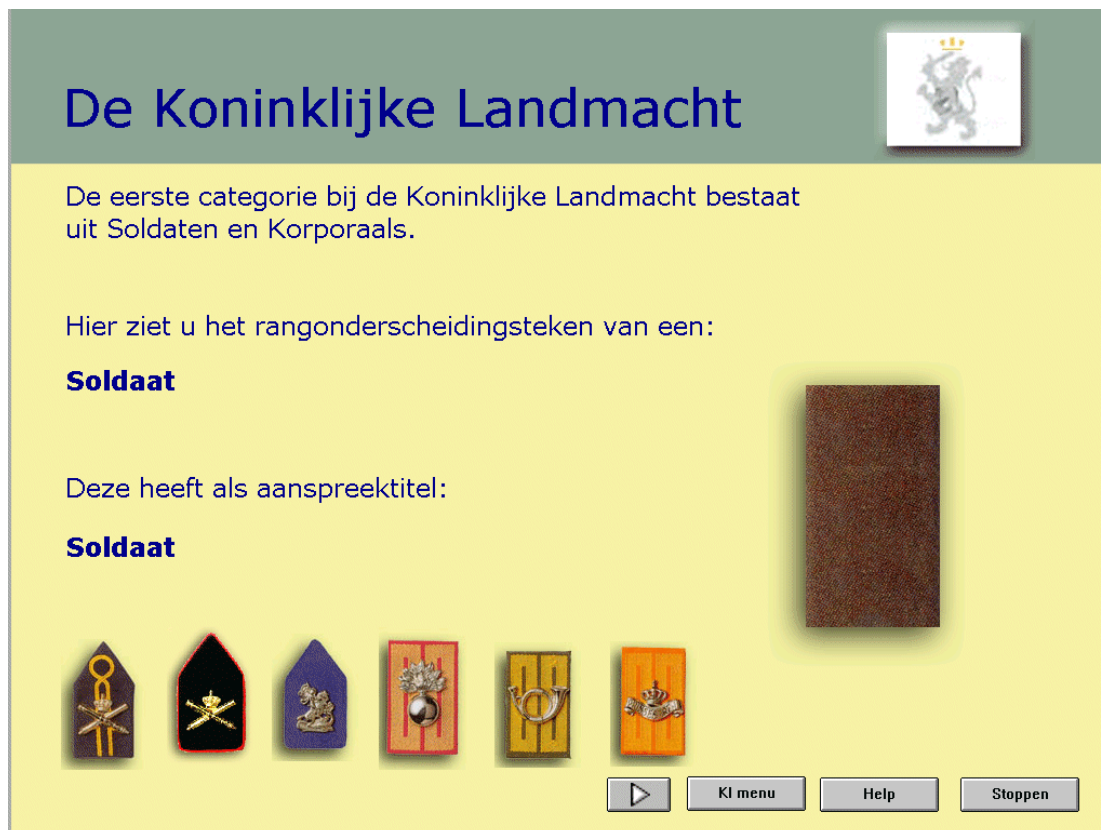 De Koninklijke Landmacht
De eerste categorie bij de Koninklijke Landmacht bestaat
uit Soldaten en Korporaals.
Hier ziet u het rangonderscheidingsteken van een:
Soldaat
Deze heeft als aanspreektitel:
Soldaat
KI menu
Help
Stoppen